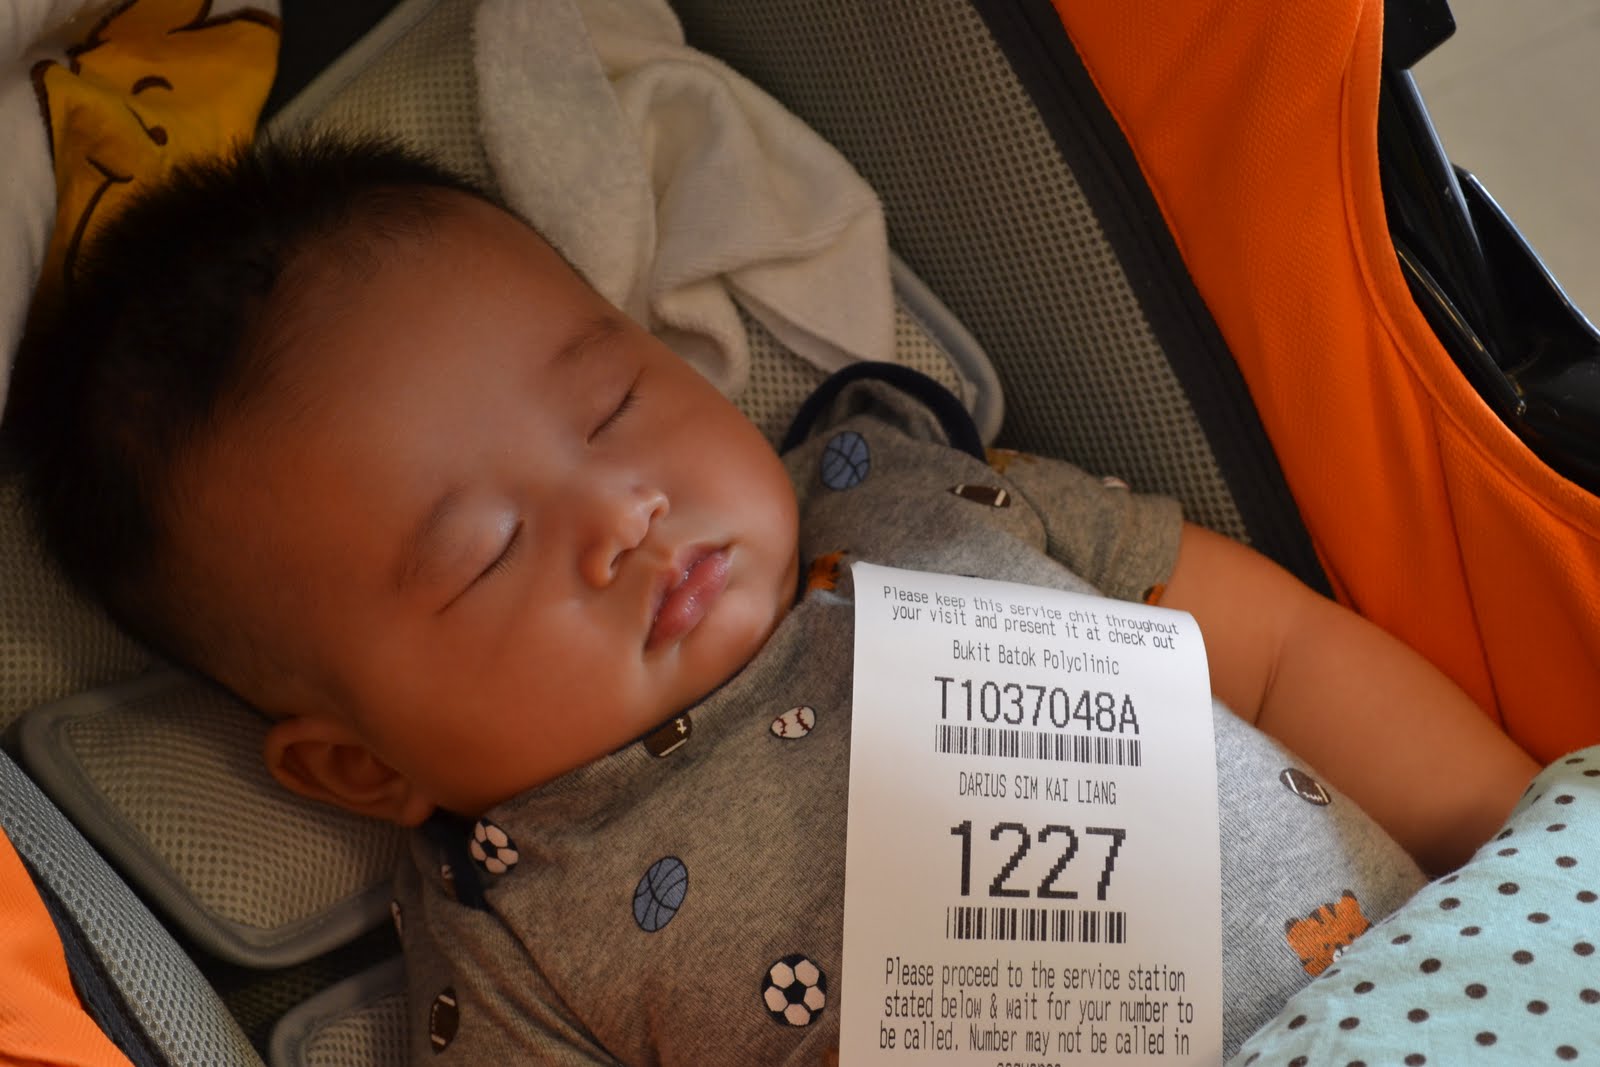 Please keep this service chit throughout
your visit and present it at check out
Bukit Batok Polyclinic
T1037048A
DARIUS SIM KAI LIANG
1227
Please proceed to the service station
stated below & wait for your number to
be called. Number may not be called in